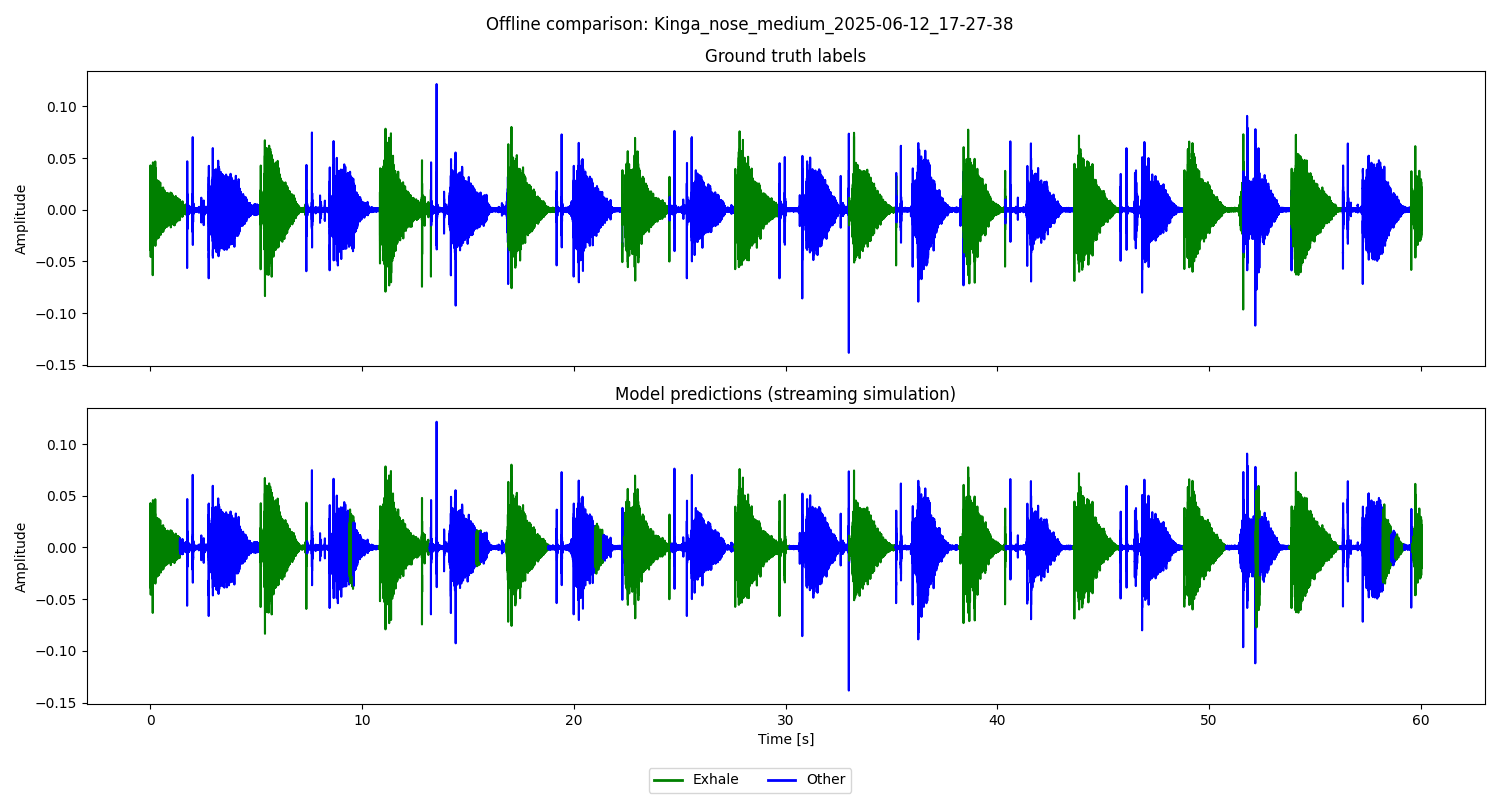 Offline comparison: Kinga_nose_medium_2025-06-12_17-27-38
Ground truth labels
0.10
0.05
0.00
−0.05
−0.10
−0.15
Amplitude
Model predictions (streaming simulation)
0.10
0.05
0.00
−0.05
−0.10
−0.15
Amplitude
0 10 20 30 40 50 60
Time [s]
Exhale Other